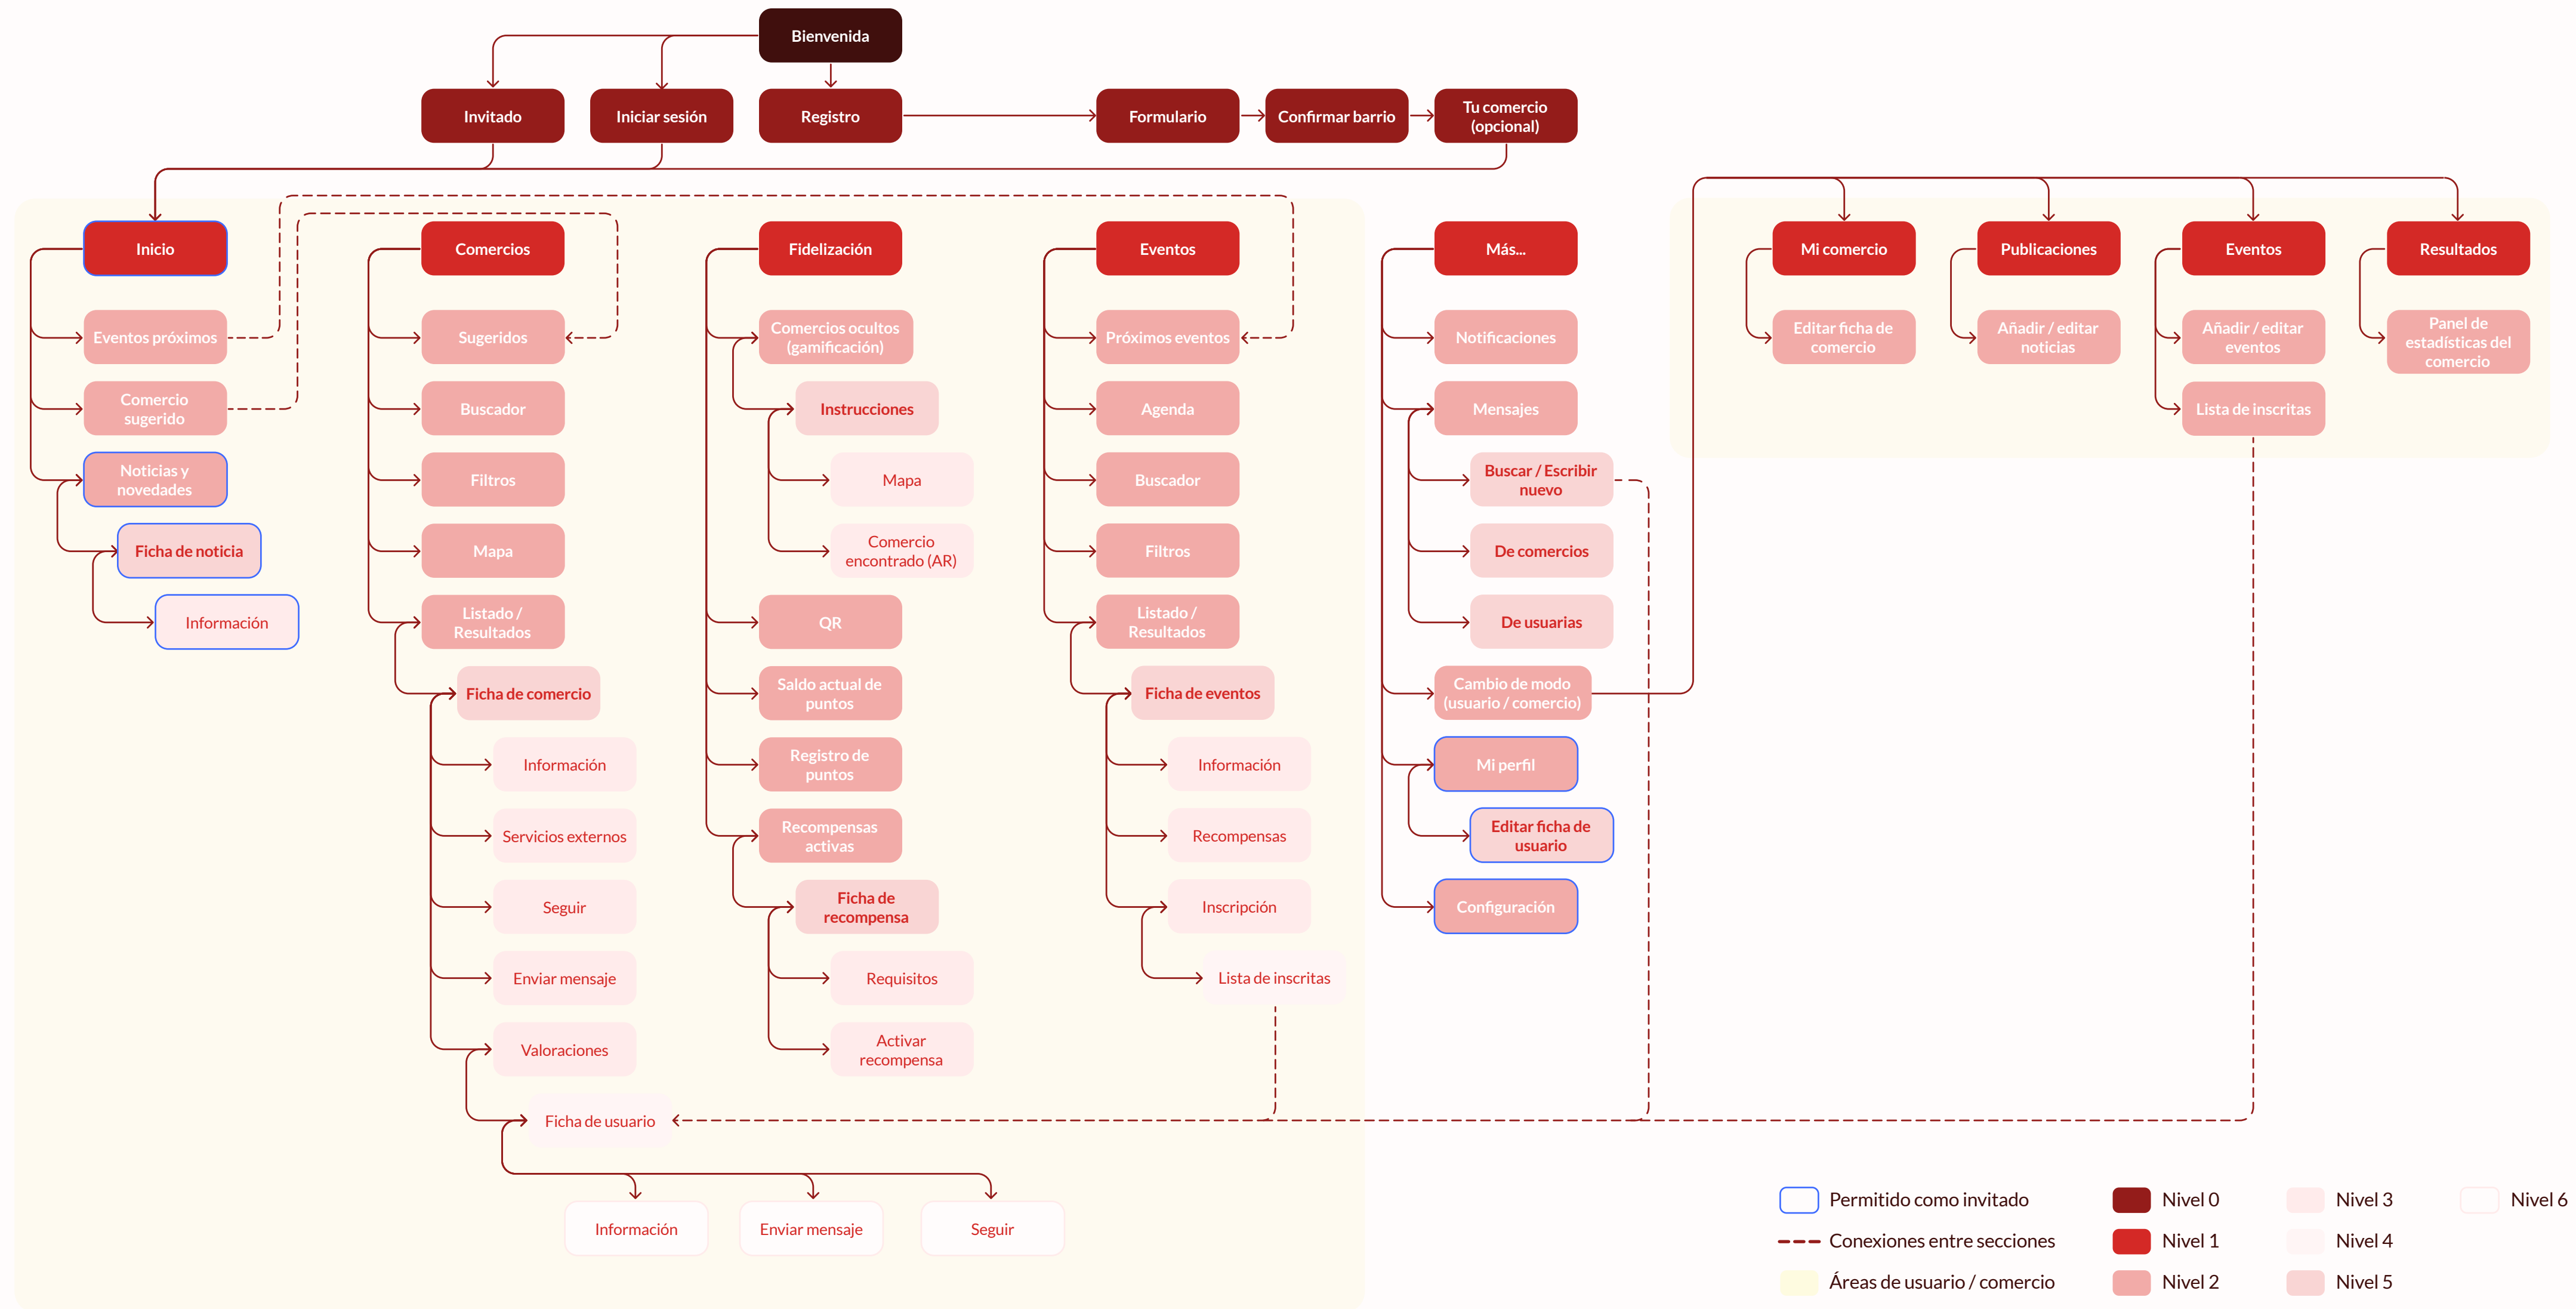 Bienvenida
Invitado
Iniciar sesión
Registro
Formulario
Confirmar barrio
Tu comercio
(opcional)
Inicio
Eventos próximos
Comercio
sugerido
Noticias y
novedades
Ficha de noticia
Información
Comercios
Sugeridos
Buscador
Filtros
Mapa
Listado /
Resultados
Ficha de comercio
Información
Servicios externos
Seguir
Enviar mensaje
Valoraciones
Ficha de usuario
Información
Enviar mensaje
Seguir
Fidelización
Comercios ocultos
(gamificación)
Instrucciones
Mapa
Comercio
encontrado (AR)
QR
Saldo actual de
puntos
Registro de
puntos
Recompensas
activas
Ficha de
recompensa
Requisitos
Activar
recompensa
Eventos
Próximos eventos
Agenda
Buscador
Filtros
Listado /
Resultados
Ficha de eventos
Información
Recompensas
Inscripción
Lista de inscritas
Más...
Notificaciones
Mensajes
Buscar / Escribir
nuevo
De comercios
De usuarias
Cambio de modo
(usuario / comercio)
Mi perfil
Editar ficha de
usuario
Configuración
Mi comercio
Editar ficha de
comercio
Publicaciones
Añadir / editar
noticias
Eventos
Añadir / editar
eventos
Lista de inscritas
Resultados
Panel de
estadísticas del
comercio
Permitido como invitado
Conexiones entre secciones
Áreas de usuario / comercio
Nivel 0
Nivel 1
Nivel 2
Nivel 3
Nivel 4
Nivel 5
Nivel 6